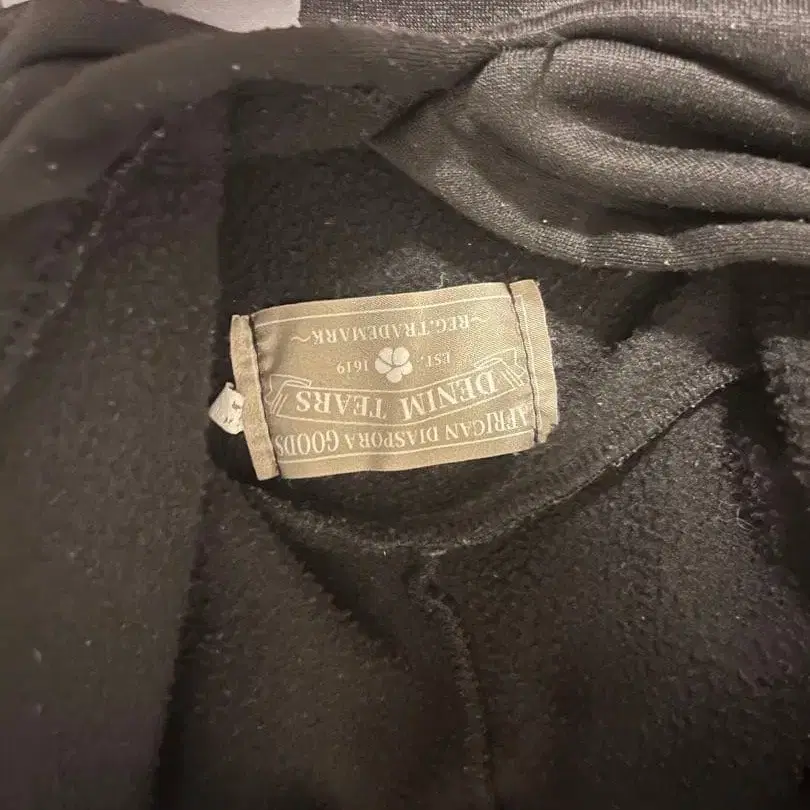 AFRICAN DIASPORA GOODS
DENIM TEARS
EST. 1619
~REG.TRADEMARK~